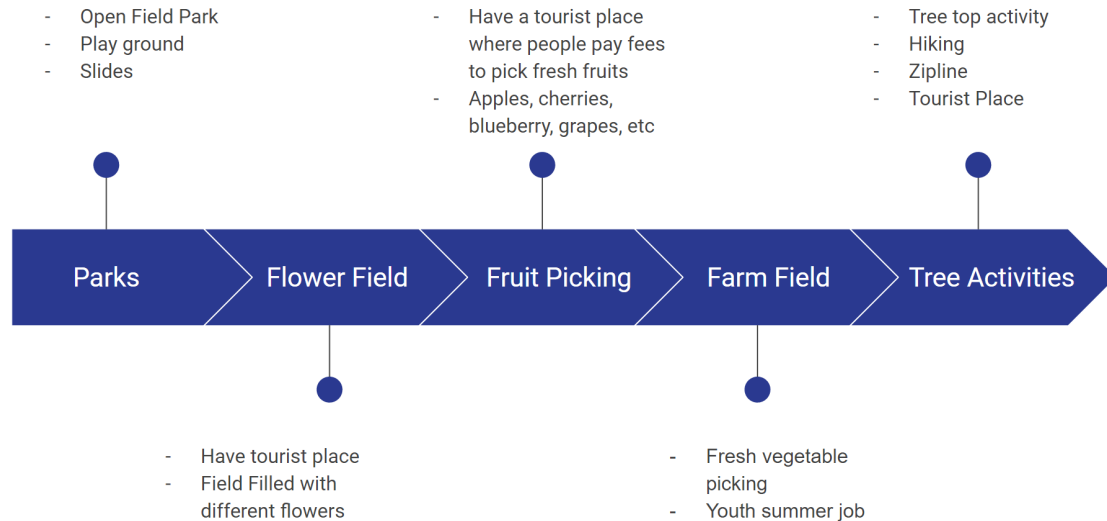 - Open Field Park
- Play ground
- Slides
- Have a tourist place
where people pay fees
to pick fresh fruits
- Apples, cherries,
blueberry, grapes, etc
- Tree top activity
- Hiking
- Zipline
- Tourist Place
Parks
Flower Field
Fruit Picking
Farm Field
Tree Activities
- Have tourist place
- Field Filled with
different flowers
- Fresh vegetable
picking
- Youth summer job